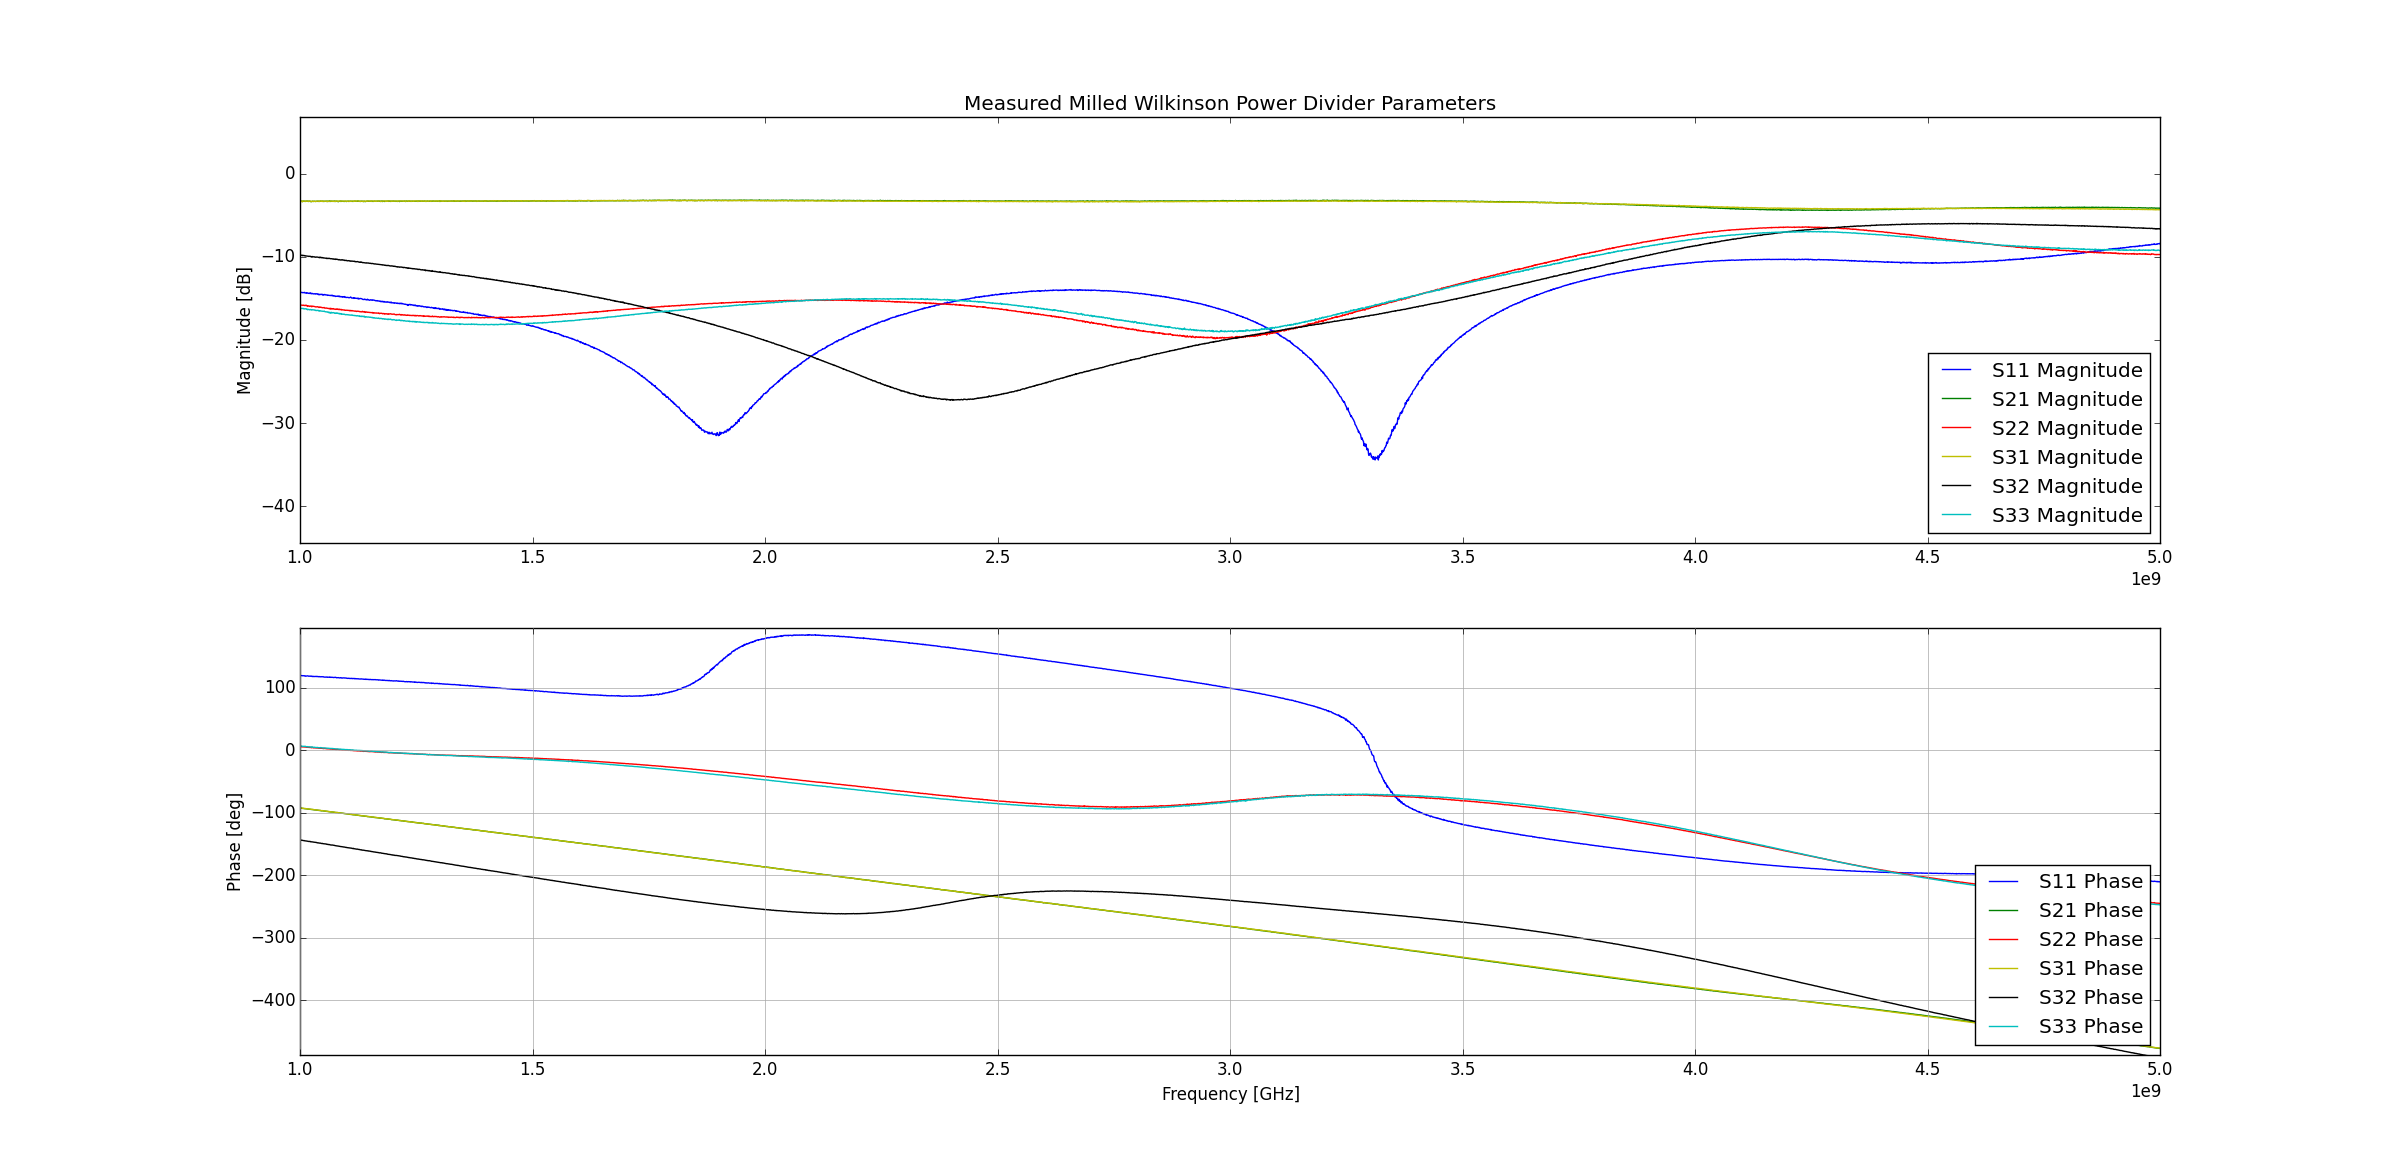 Measured Milled Wilkinson Power Divider Parameters
0
−10
−20
−30
−40
Magnitude [dB]
S11 Magnitude
S21 Magnitude
S22 Magnitude
S31 Magnitude
S32 Magnitude
S33 Magnitude
1.0 1.5 2.0 2.5 3.0 3.5 4.0 4.5 5.0
1e9
100
0
−100
−200
−300
−400
Phase [deg]
S11 Phase
S21 Phase
S22 Phase
S31 Phase
S32 Phase
S33 Phase
1.0 1.5 2.0 2.5 3.0 3.5 4.0 4.5 5.0
1e9
Frequency [GHz]